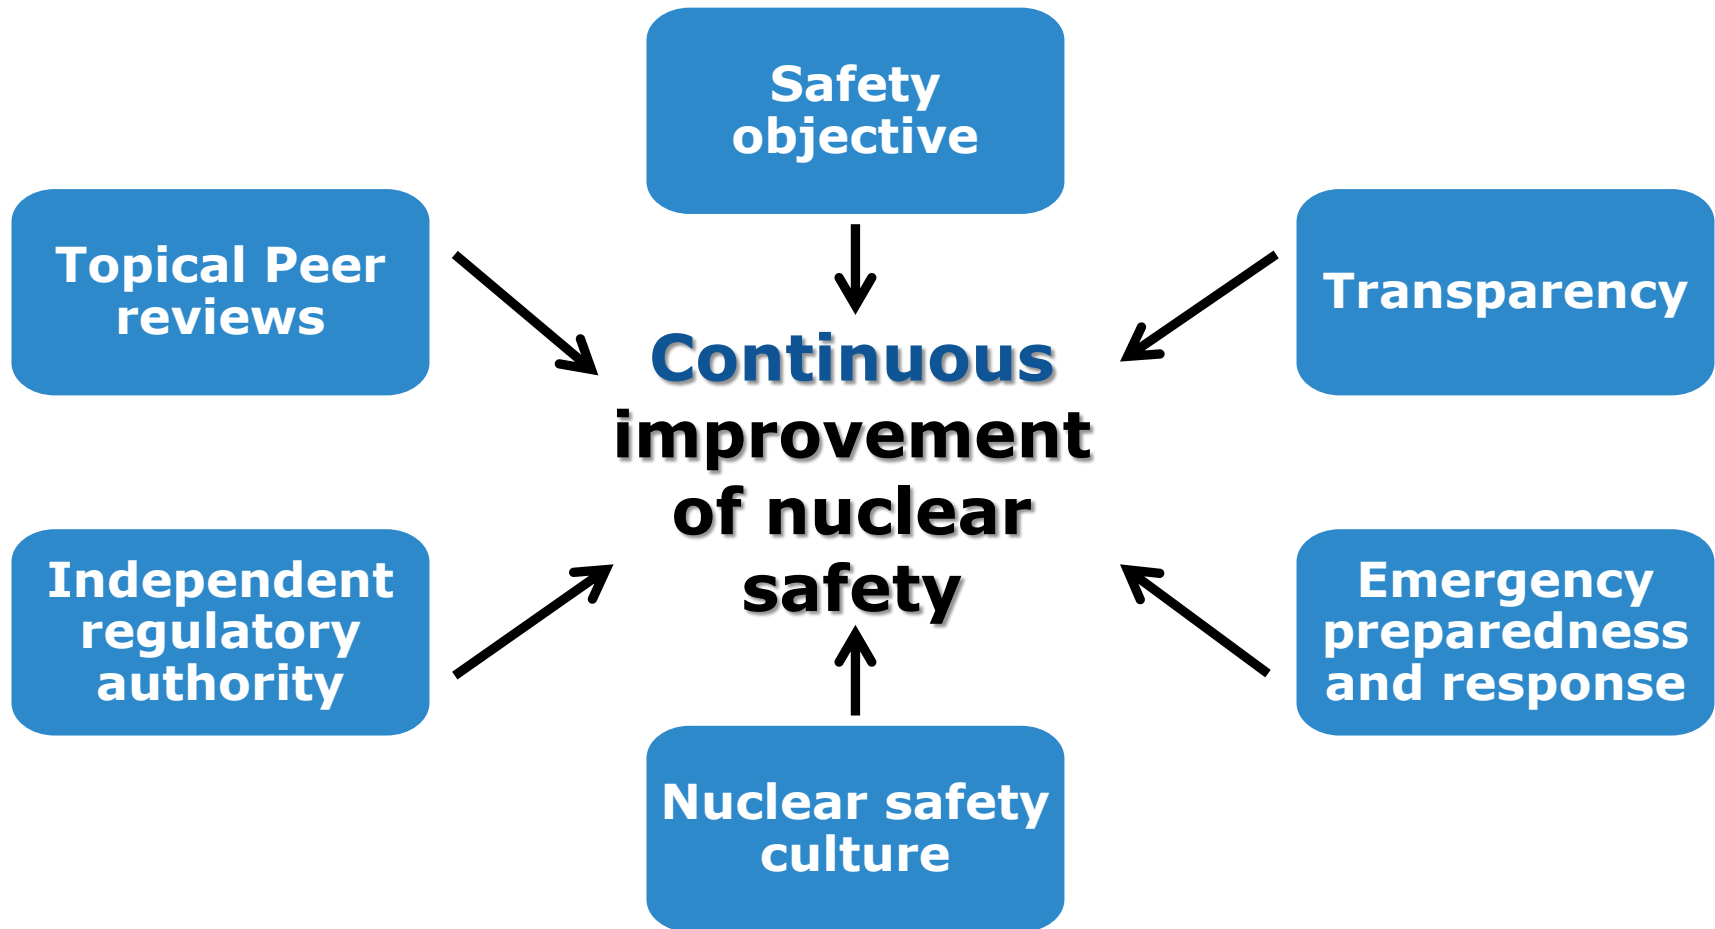 Safety
objective
Topical Peer
reviews
Transparency
Continuous
improvement
of nuclear
safety
Independent
regulatory
authority
Emergency
preparedness
and response
Nuclear safety
culture